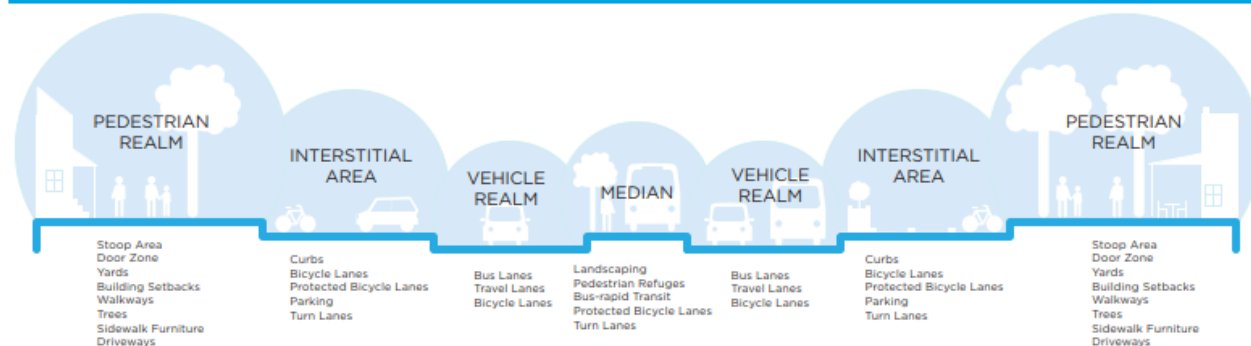 PEDESTRIAN
REALM
INTERSTITIAL
AREA
VEHICLE
REALM
MEDIAN
VEHICLE
REALM
INTERSTITIAL
AREA
PEDESTRIAN
REALM
Stoop Area
Door Zone
Yards
Building Setbacks
Walkways
Trees
Sidewalk Furniture
Driveways
Curbs
Bicycle Lanes
Protected Bicycle Lanes
Parking
Turn Lanes
Bus Lanes
Travel Lanes
Bicycle Lanes
Landscaping
Pedestrian Refuges
Bus-rapid Transit
Protected Bicycle Lanes
Turn Lanes
Bus Lanes
Travel Lanes
Bicycle Lanes
Curbs
Bicycle Lanes
Protected Bicycle Lanes
Parking
Turn Lanes
Stoop Area
Door Zone
Yards
Building Setbacks
Walkways
Trees
Sidewalk Furniture
Driveways